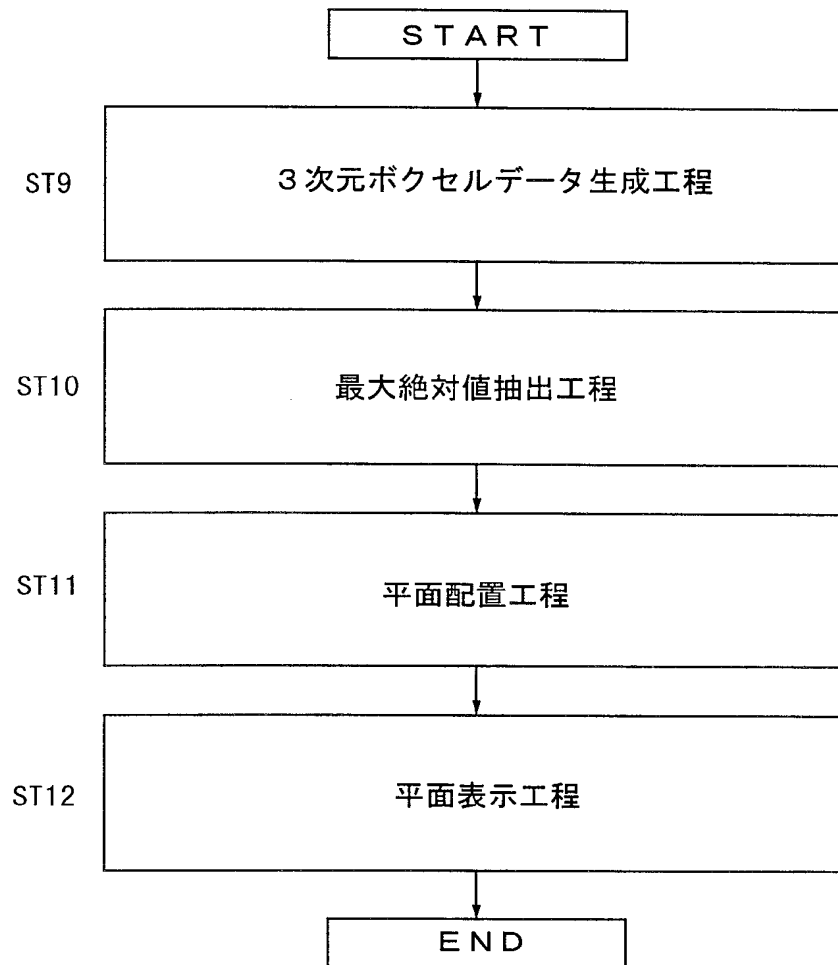 START
ST9
３次元ボクセルデータ生成工程
ST10
最大絶対値抽出工程
ST11
平面配置工程
ST12
平面表示工程
END